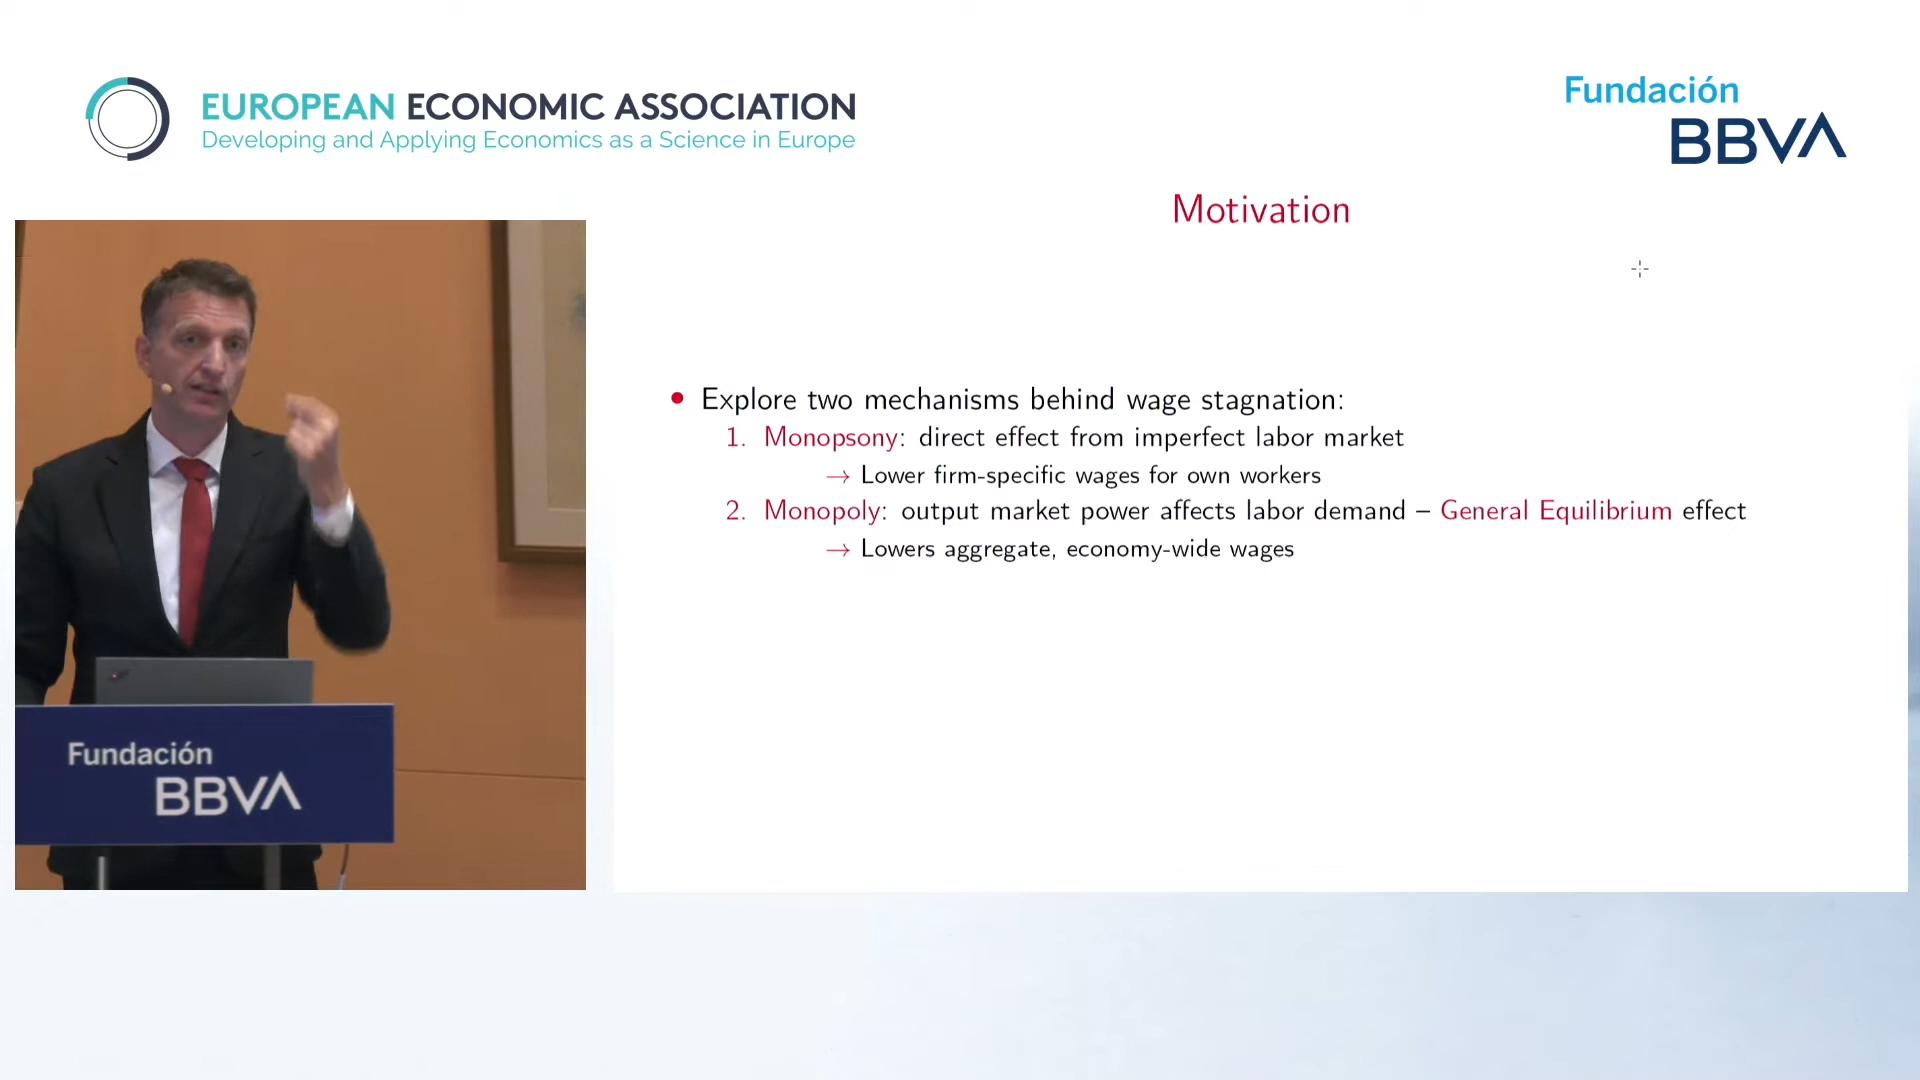 EUROPEAN ECONOMIC ASSOCIATION
Developing and Applying Economics as a Science in Europe
Fundación
BBVA
Motivation
• Explore two mechanisms behind wage stagnation:
1. Monopsony: direct effect from imperfect labor market
→ Lower firm-specific wages for own workers
2. Monopoly: output market power affects labor demand – General Equilibrium effect
→ Lowers aggregate, economy-wide wages
Fundación
BBVA